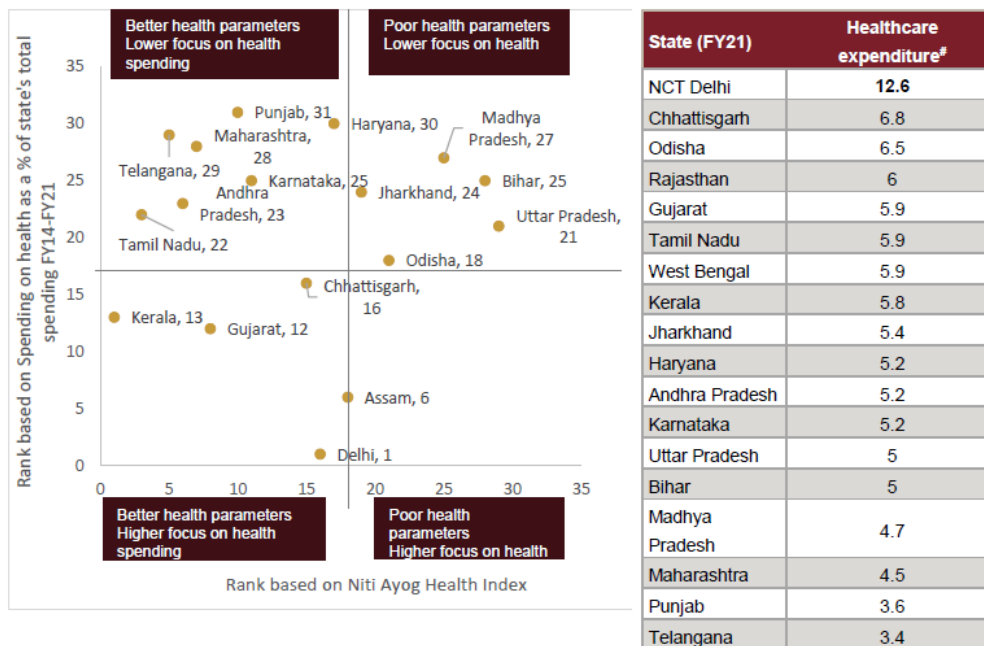 Better health parameters
Lower focus on health
spending
Poor health parameters
Lower focus on health
Rank based on Spending on health as a % of state's total
spending FY14-FY21
35
30
25
20
15
10
5
0
Punjab, 31
Haryana, 30
Madhya
Pradesh, 27
Maharashtra,
28
Telangana, 29
Karnataka, 25
Jharkhand, 24
Bihar, 25
Andhra
Pradesh, 23
Uttar Pradesh,
21
Tamil Nadu, 22
Odisha, 18
Chhattisgarh,
16
Kerala, 13
Gujarat, 12
Assam, 6
Delhi, 1
0 5 10 15 20 25 30 35
Better health parameters
Higher focus on health
spending
Poor health
parameters
Higher focus on health
Rank based on Niti Ayog Health Index
State (FY21) Healthcare
expenditure#
NCT Delhi 12.6
Chhattisgarh 6.8
Odisha 6.5
Rajasthan 6
Gujarat 5.9
Tamil Nadu 5.9
West Bengal 5.9
Kerala 5.8
Jharkhand 5.4
Haryana 5.2
Andhra Pradesh 5.2
Karnataka 5.2
Uttar Pradesh 5
Bihar 5
Madhya
Pradesh 4.7
Maharashtra 4.5
Punjab 3.6
Telangana 3.4